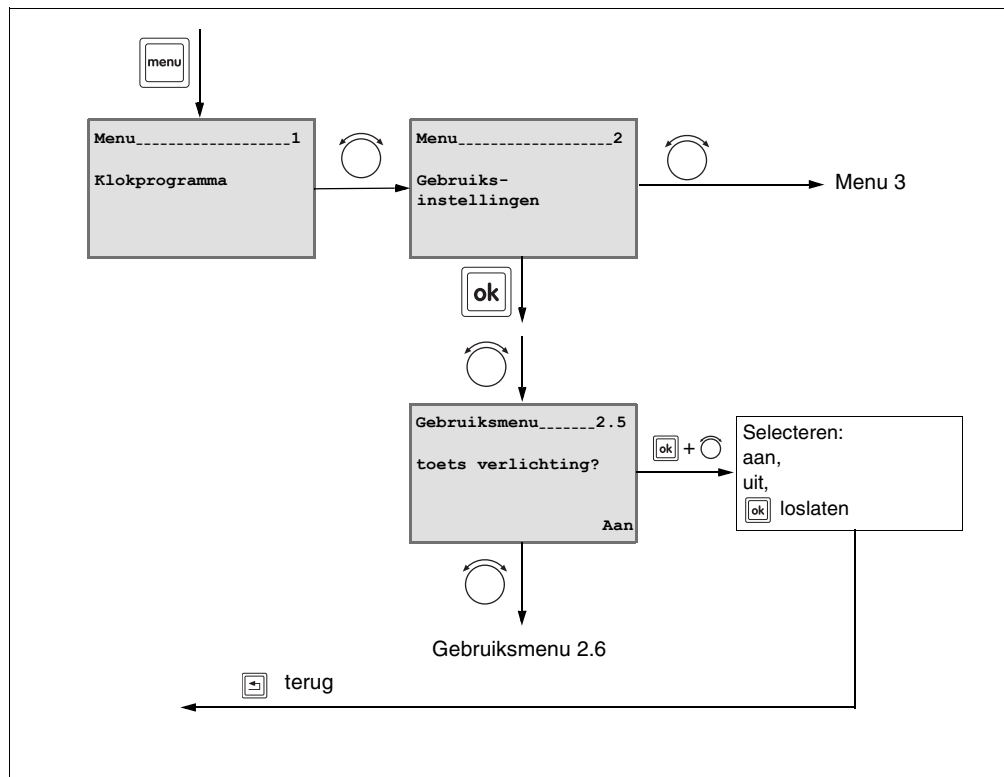 menu
Menu___________________1
Klokprogramma
Menu___________________2
Gebruiks-
instellingen
Menu 3
ok
Gebruiksmenu_______2.5
toets verlichting?
Aan
ok +
Selecteren:
aan,
uit,
ok loslaten
Gebruiksmenu 2.6
terug